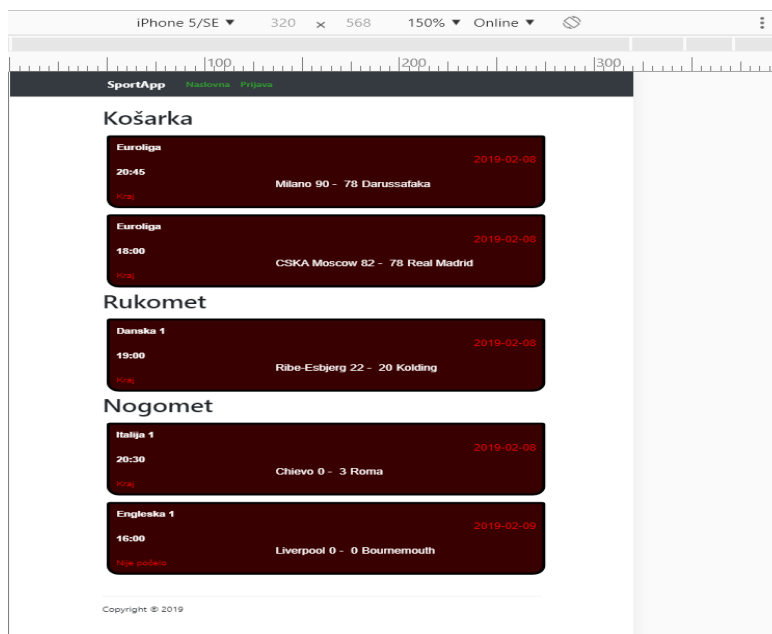 iPhone 5/SE ▼ 320 × 568 150% ▼ Online ▼
100 200 300
SportApp Naslovna Prijava
Košarka
Euroliga
2019-02-08
20:45
Milano 90 - 78 Darussafaka
Kraj
Euroliga
2019-02-08
18:00
CSKA Moscow 82 - 78 Real Madrid
Kraj
Rukomet
Danska 1
2019-02-08
19:00
Ribe-Esbjerg 22 - 20 Kolding
Kraj
Nogomet
Italija 1
2019-02-08
20:30
Chievo 0 - 3 Roma
Kraj
Engleska 1
2019-02-09
16:00
Liverpool 0 - 0 Bournemouth
Nije
Copyright © 2019